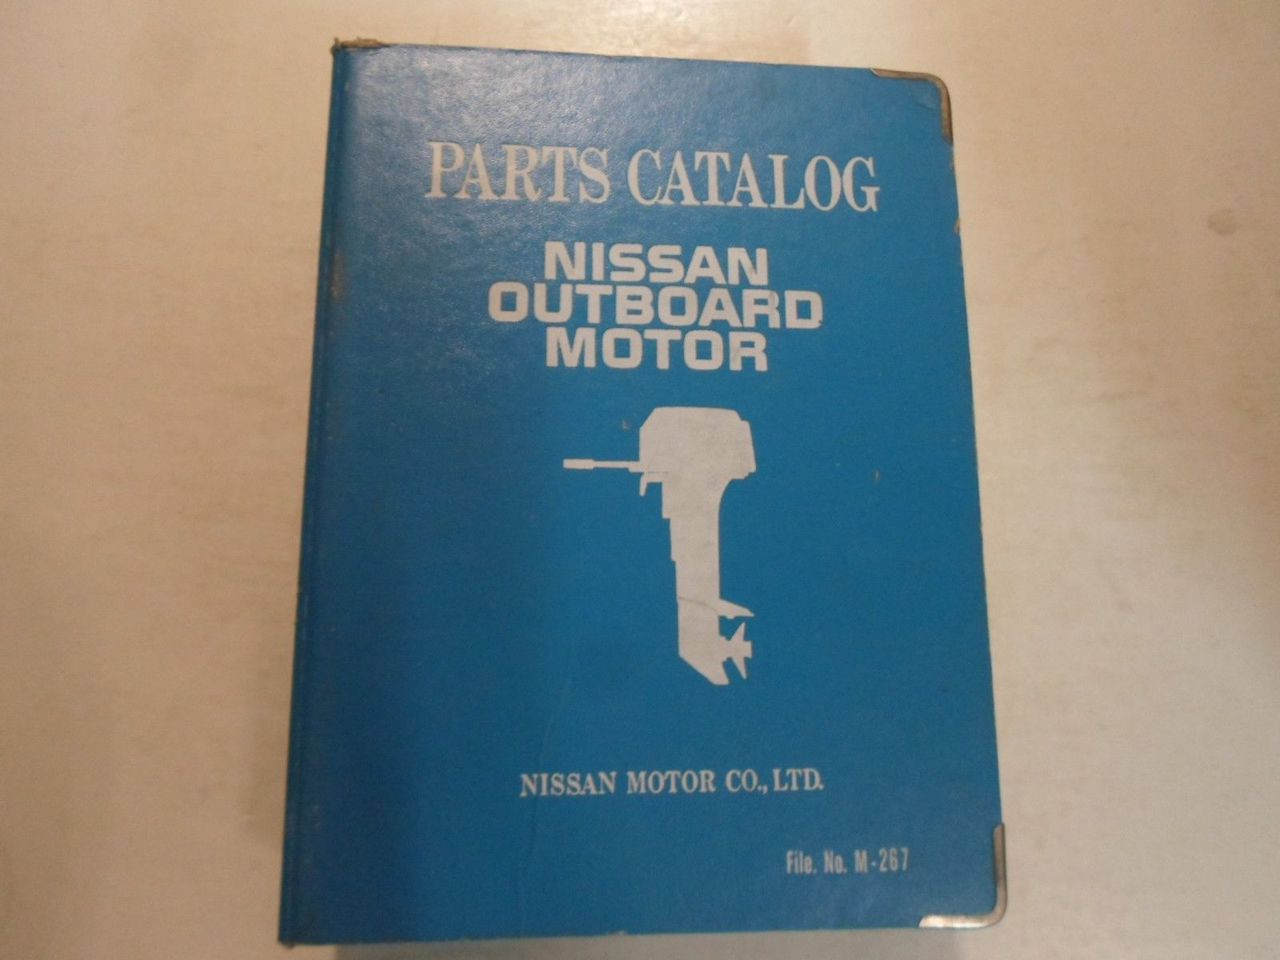 PARTS CATALOG
NISSAN
OUTBOARD
MOTOR
NISSAN MOTOR CO., LTD.
File. No. M-267